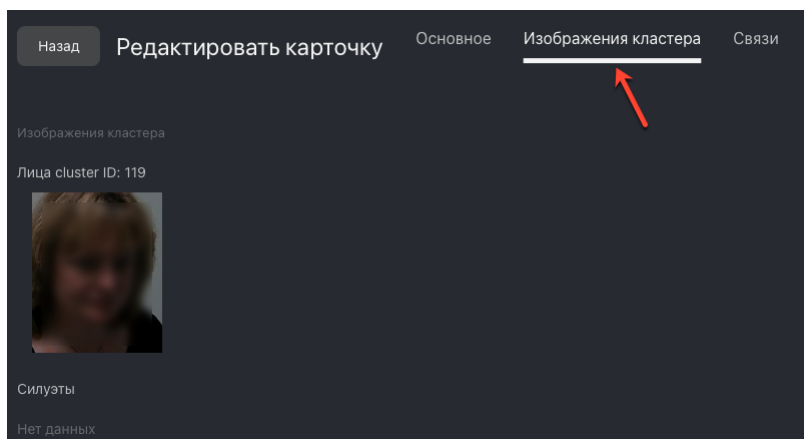 Назад
Редактировать карточку
Основное
Изображения кластера
Связи
Изображения кластера
Лица cluster ID: 119
Силуэты
Нет данных